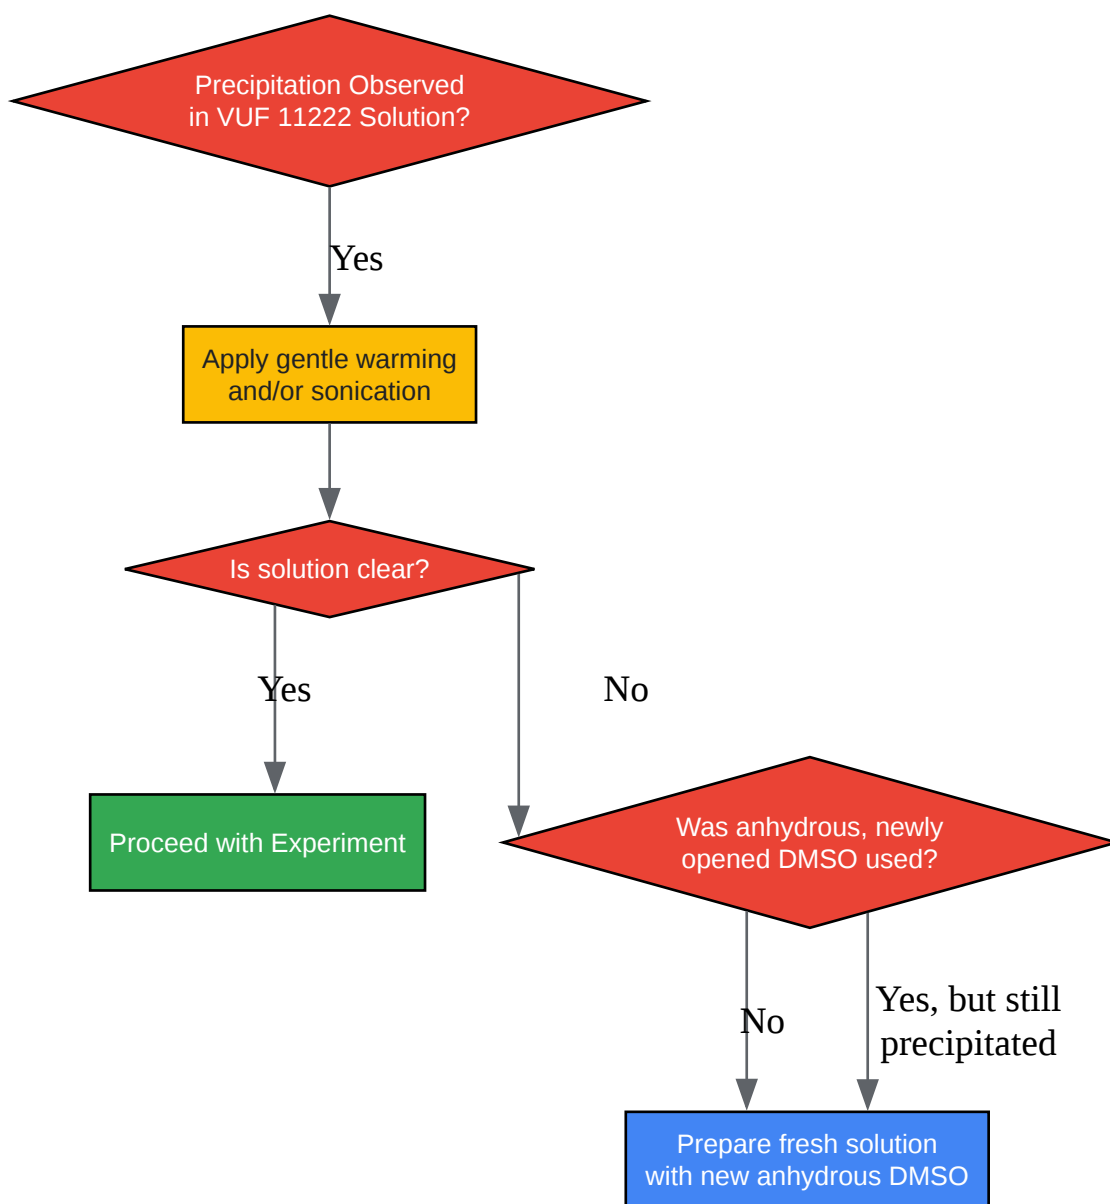 Precipitation Observed
in VUF 11222 Solution?
Yes
Apply gentle warming
and/or sonication
Is solution clear?
Yes
No
Proceed with Experiment
Was anhydrous, newly
opened DMSO used?
No
Yes, but still
precipitated
Prepare fresh solution
with new anhydrous DMSO